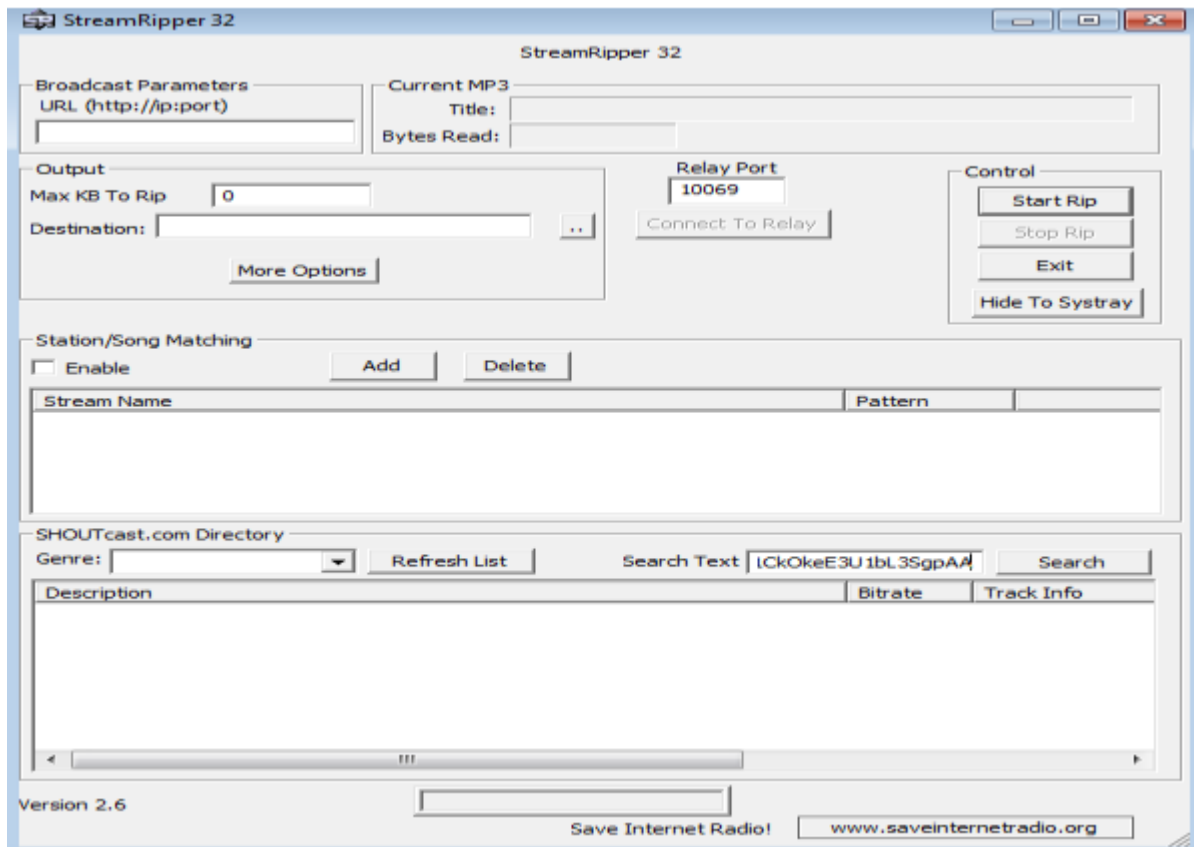 StreamRipper 32
StreamRipper 32
Broadcast Parameters
URL (http://ip:port)
Current MP3
Title:
Bytes Read:
Output
Max KB To Rip 0
Destination: ..
More Options
Relay Port
10069
Connect To Relay
Control
Start Rip
Stop Rip
Exit
Hide To Systray
Station/Song Matching
Enable Add Delete
Stream Name Pattern
SHOUTcast.com Directory
Genre: Refresh List Search Text Search
Description Bitrate Track Info
Version 2.6
Save Internet Radio! www.saveinternetradio.org